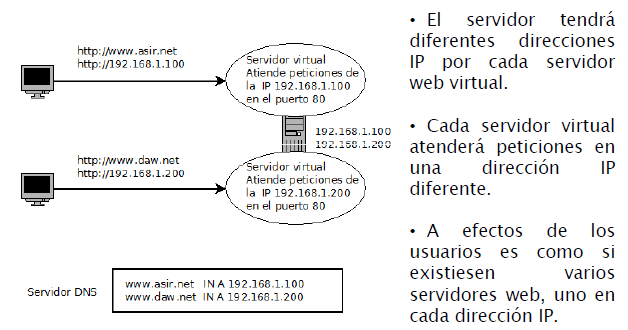 http://www.asir.net
http://192.168.1.100
Servidor virtual
Atiende peticiones de
la IP 192.168.1.100
en el puerto 80
192.168.1.100
192.168.1.200
http://www.daw.net
http://192.168.1.200
Servidor virtual
Atiende peticiones de
la IP 192.168.1.200
en el puerto 80
Servidor DNS
www.asir.net IN A 192.168.1.100
www.daw.net IN A 192.168.1.200
• El servidor tendrá
diferentes direcciones
IP por cada servidor
web virtual.
• Cada servidor virtual
atenderá peticiones en
una dirección IP
diferente.
• A efectos de los
usuarios es como si
existiesen varios
servidores web, uno en
cada dirección IP.